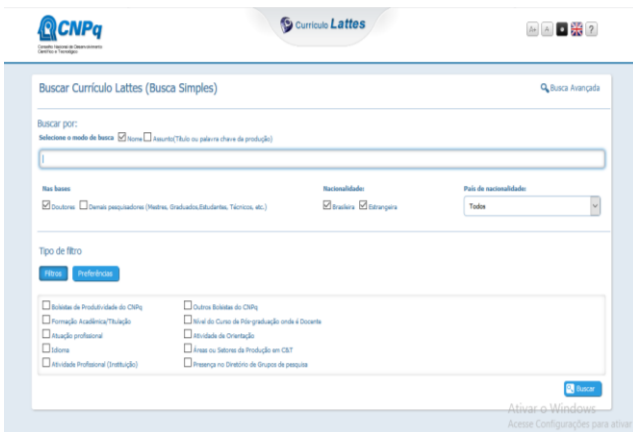 CNPq
Conselho Nacional de Desenvolvimento
Científico e Tecnológico
Currículo Lattes
A+ A ?
Buscar Currículo Lattes (Busca Simples)
Busca Avançada
Buscar por:
Selecione o modo de busca Nome Assunto(Título ou palavra chave da produção)
Nas bases
Nacionalidade:
País de nacionalidade:
Doutores Demais pesquisadores (Mestres, Graduados,Estudantes, Técnicos, etc.)
Brasileira Estrangeira
Todos
Tipo de filtro
Filtros Preferências
Bolsistas de Produtividade do CNPq
Outros Bolsistas do CNPq
Formação Acadêmica/Titulação
Nível do Curso de Pós-graduação onde é Docente
Atuação profissional
Atividade de Orientação
Idioma
Áreas ou Setores da Produção em C&T
Atividade Profissional (Instituição)
Presença no Diretório de Grupos de pesquisa
Buscar
Ativar o Windows
Acesse Configurações para ativar